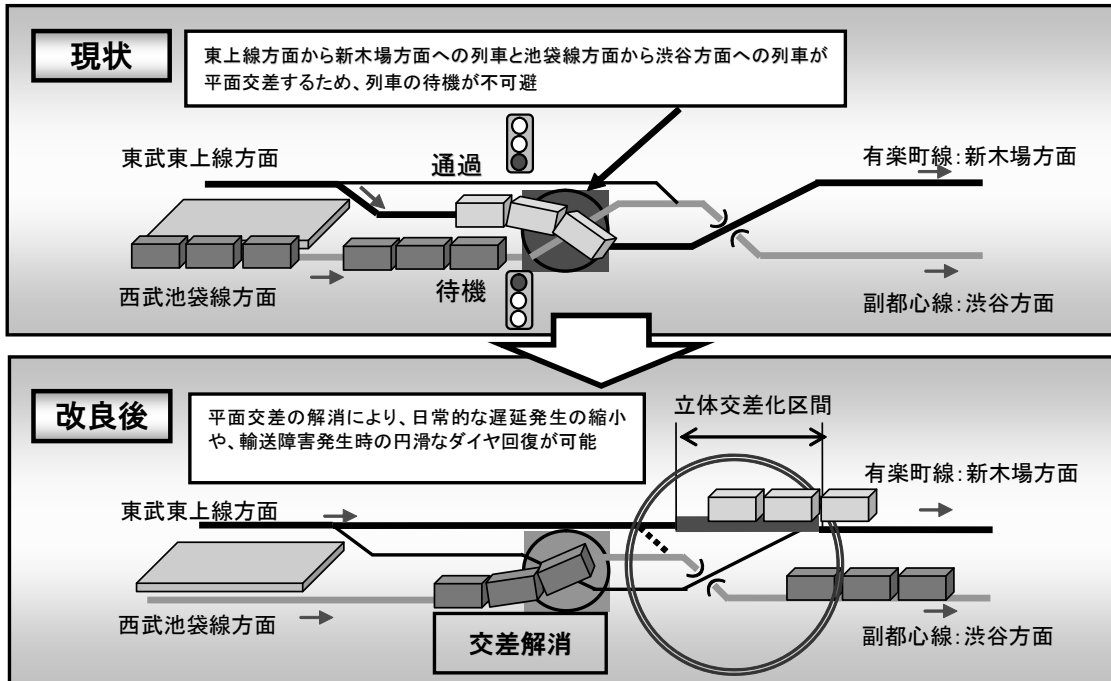 現状
東上線方面から新木場方面への列車と池袋線方面から渋谷方面への列車が
平面交差するため、列車の待機が不可避
東武東上線方面
通過
有楽町線:新木場方面
西武池袋線方面
待機
副都心線:渋谷方面
改良後
平面交差の解消により、日常的な遅延発生の縮小
や、輸送障害発生時の円滑なダイヤ回復が可能
立体交差化区間
有楽町線:新木場方面
東武東上線方面
西武池袋線方面
交差解消
副都心線:渋谷方面